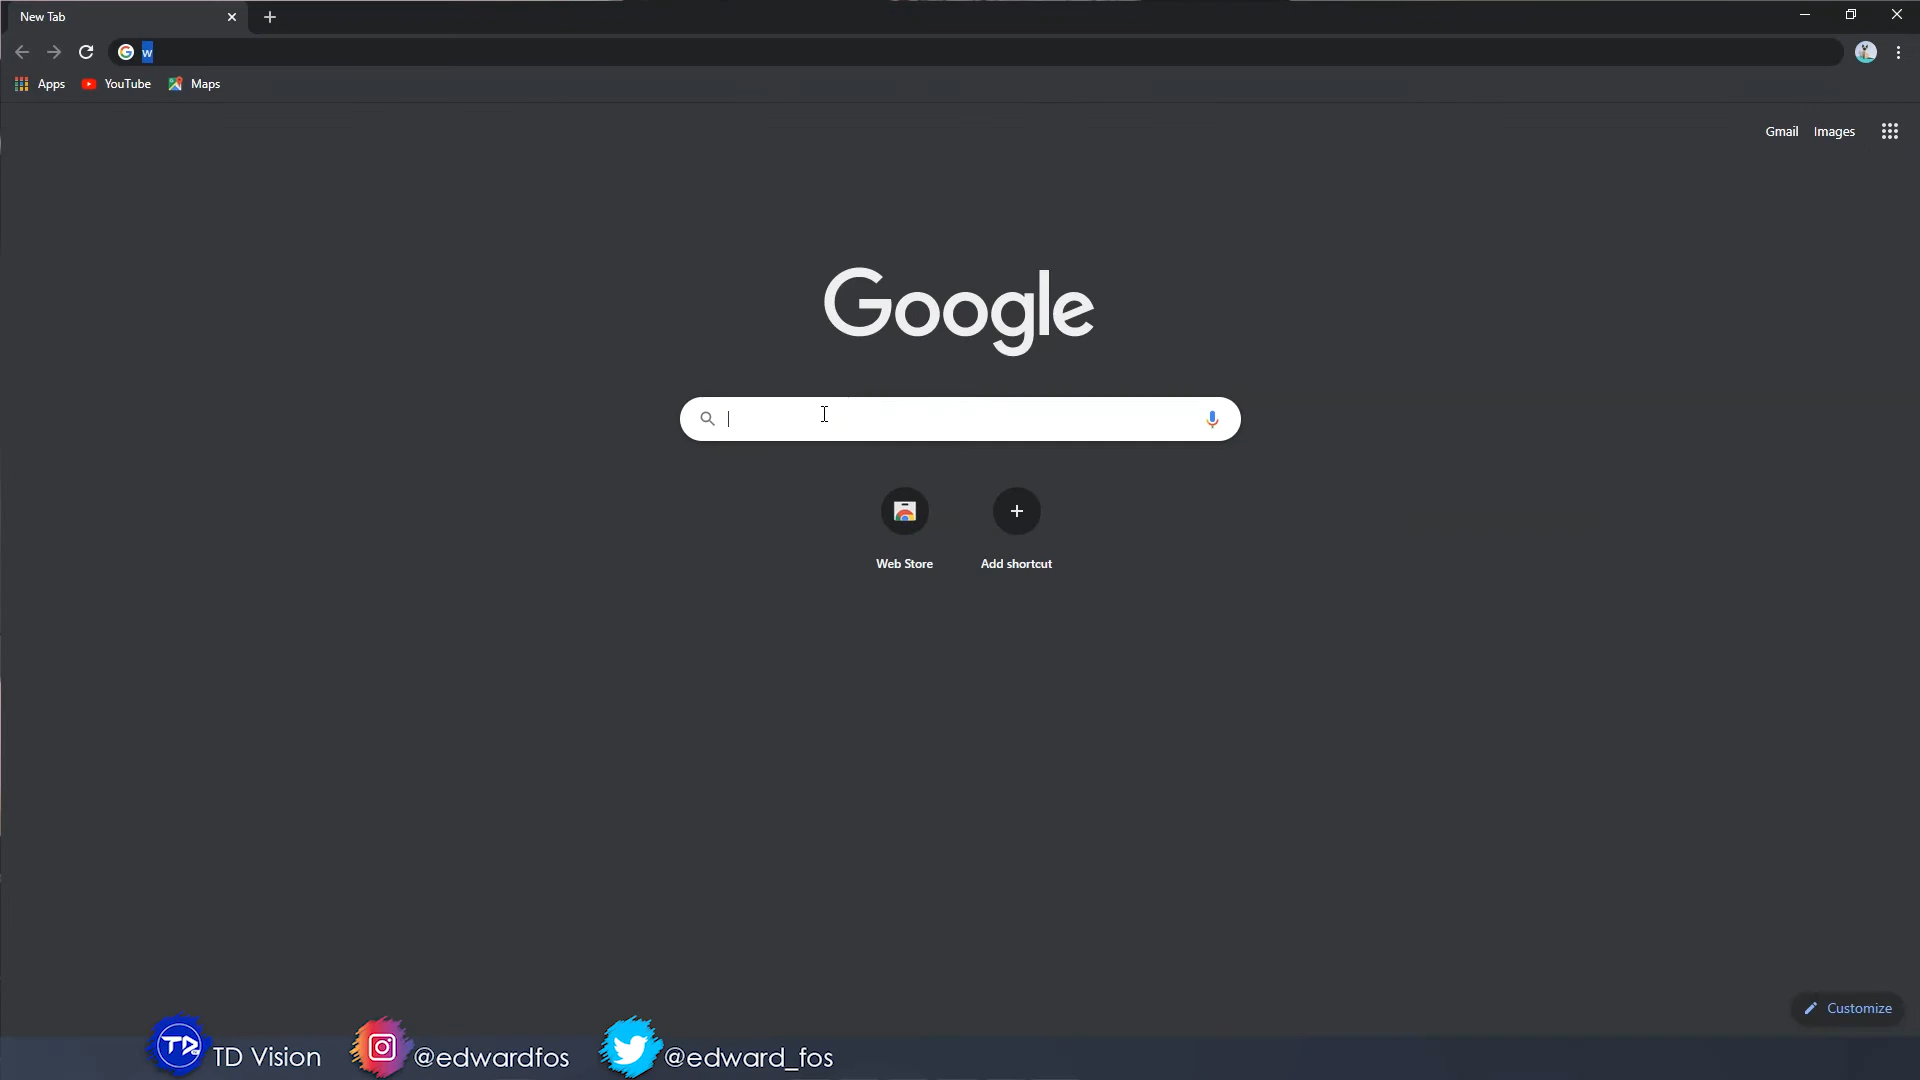 New Tab
w
Apps YouTube Maps
Gmail Images
Google
Web Store Add shortcut
Customize
TD Vision @edwardfos @edward_fos